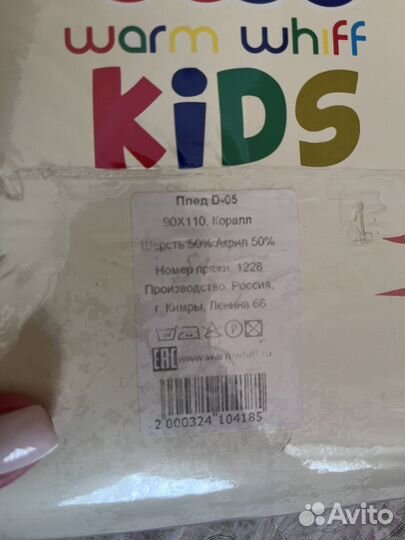 warm whiff
KiDS
Плед D-05
90X110, Коралл
Шерсть 50% Акрил 50%
Номер пряжи: 1228
Производство: Россия,
г. Кимры, Ленина 66
P
EAC www.warmwhiff.ru
2 000324 104185
Avito